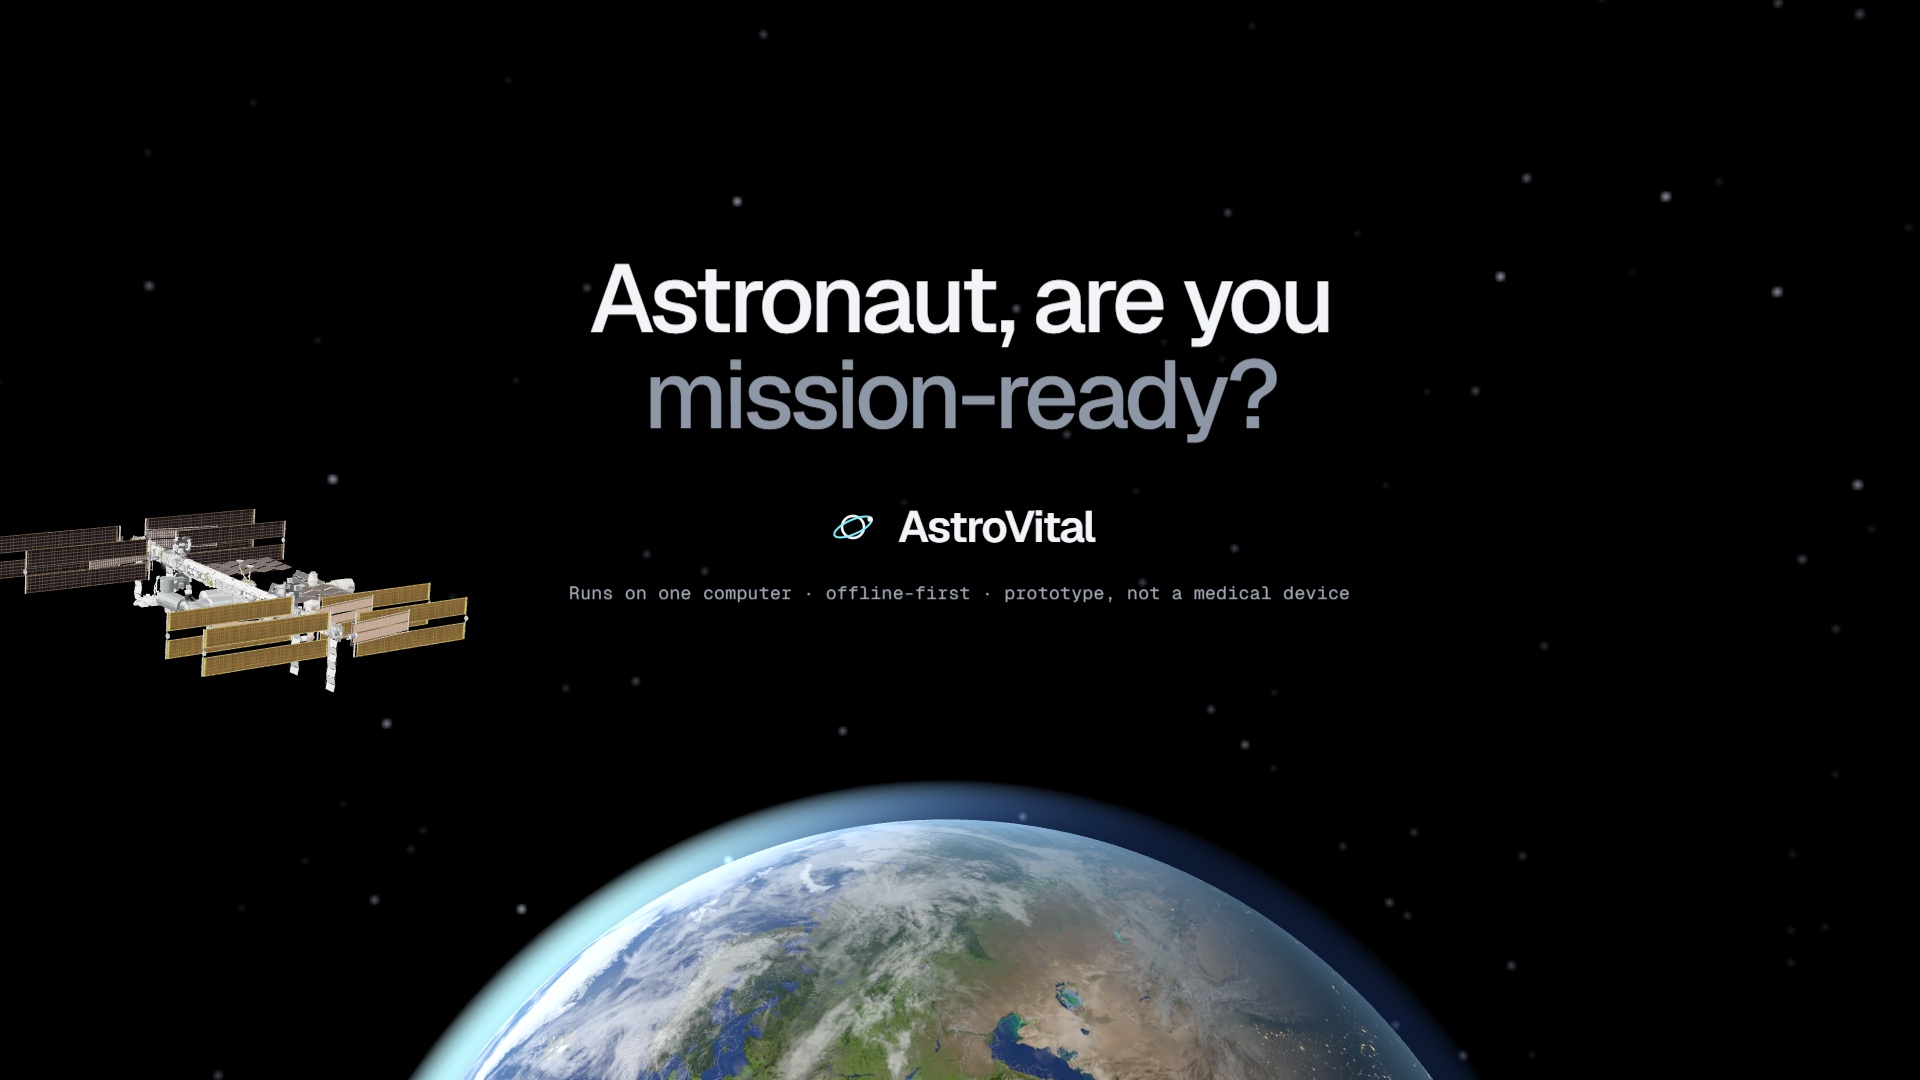 Astronaut, are you
mission-ready?
AstroVital
Runs on one computer · offline-first · prototype, not a medical device